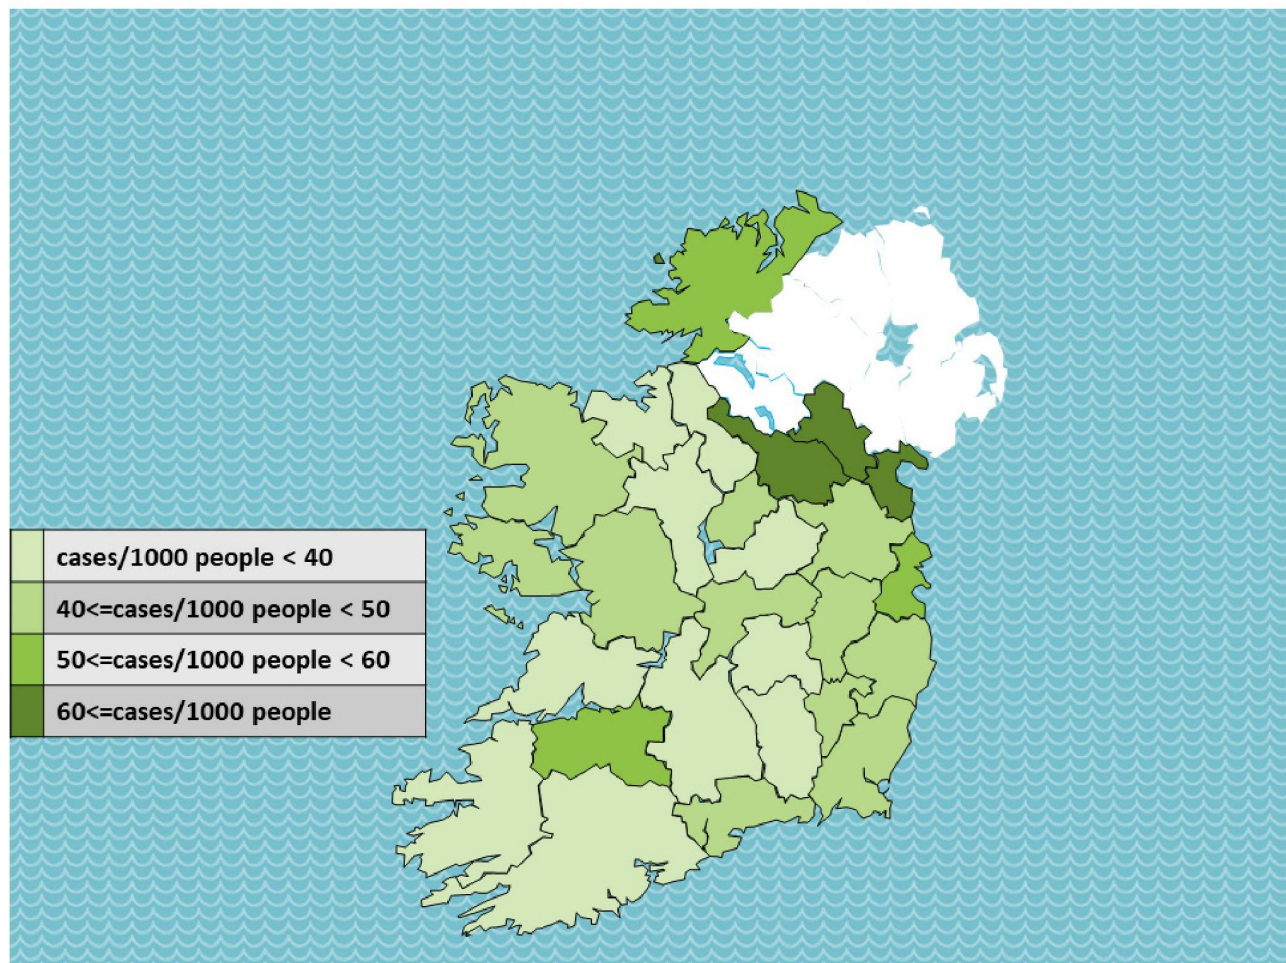 cases/1000 people < 40
40<=cases/1000 people < 50
50<=cases/1000 people < 60
60<=cases/1000 people